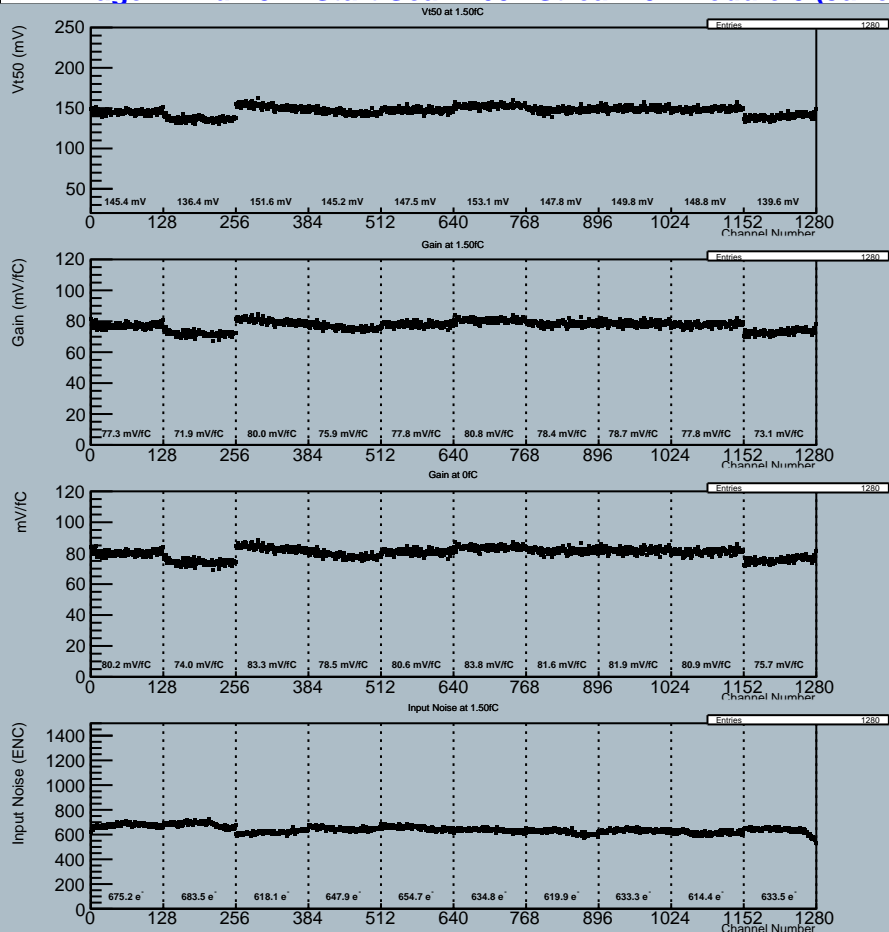 Vt50 at 1.50fC
Entries 1280
Vt50 (mV)
250
200
150
100
50
145.4 mV 136.4 mV 151.6 mV 145.2 mV 147.5 mV 153.1 mV 147.8 mV 149.8 mV 148.8 mV 139.6 mV
0 128 256 384 512 640 768 896 1024 1152 1280
Channel Number
Gain at 1.50fC
Entries 1280
Gain (mV/fC)
120
100
80
60
40
20
0
77.3 mV/fC 71.9 mV/fC 80.0 mV/fC 75.9 mV/fC 77.8 mV/fC 80.8 mV/fC 78.4 mV/fC 78.7 mV/fC 77.8 mV/fC 73.1 mV/fC
0 128 256 384 512 640 768 896 1024 1152 1280
Channel Number
Gain at 0fC
Entries 1280
mV/fC
120
100
80
60
40
20
0
80.2 mV/fC 74.0 mV/fC 83.3 mV/fC 78.5 mV/fC 80.6 mV/fC 83.8 mV/fC 81.6 mV/fC 81.9 mV/fC 80.9 mV/fC 75.7 mV/fC
0 128 256 384 512 640 768 896 1024 1152 1280
Channel Number
Input Noise at 1.50fC
Entries 1280
Input Noise (ENC)
1400
1200
1000
800
600
400
200
0
675.2 e⁻ 683.5 e⁻ 618.1 e⁻ 647.9 e⁻ 654.7 e⁻ 634.8 e⁻ 619.9 e⁻ 633.3 e⁻ 614.4 e⁻ 633.5 e⁻
0 128 256 384 512 640 768 896 1024 1152 1280
Channel Number